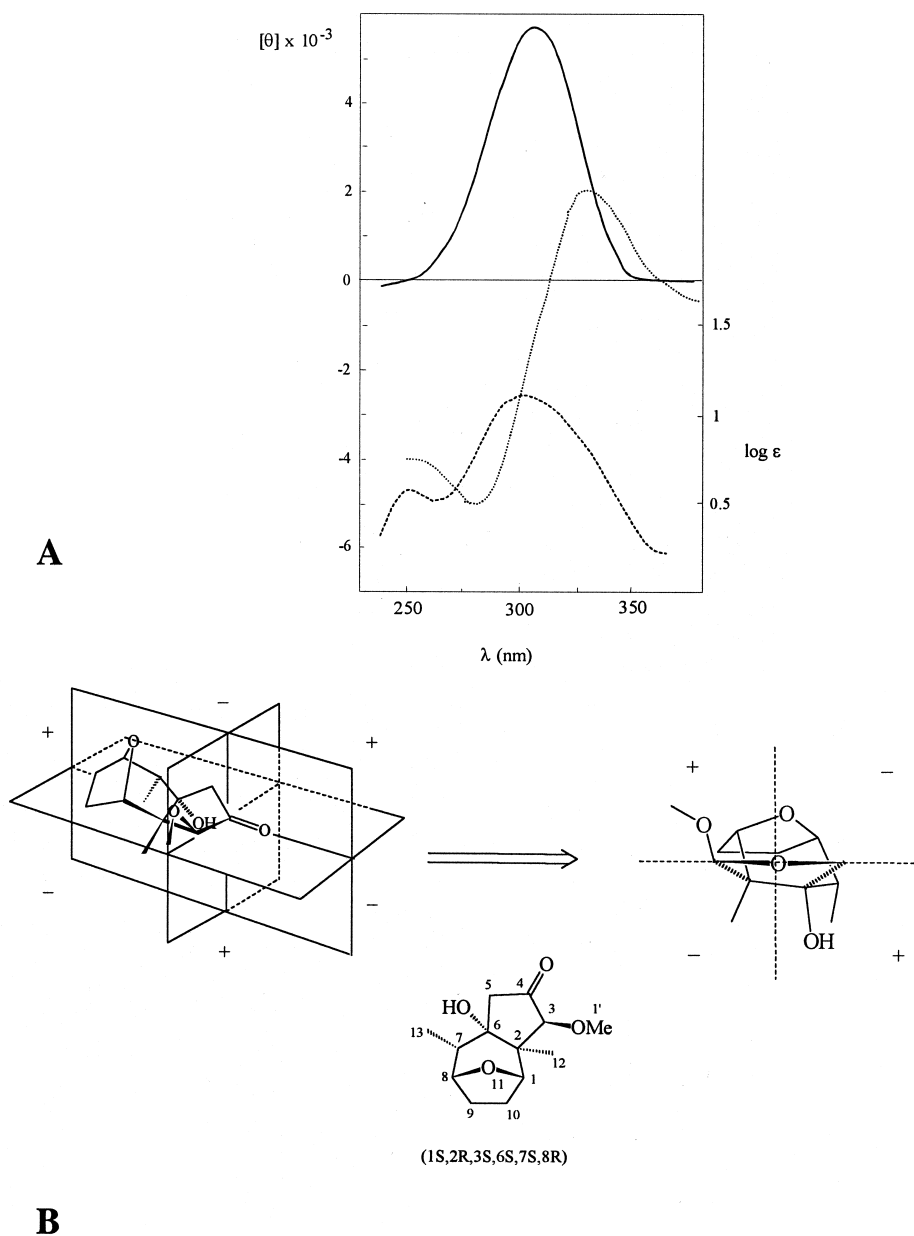 [θ] x 10⁻³
4
2
0
-2
-4
-6
1.5
1
0.5
log ε
250 300 350
λ (nm)
A
+ − +
O
O OH O
− + −
+ −
O O
O
OH
− +
O
5 4
HO 3 1'
6 OMe
13 7 2
12
8 O 1
11
9 10
(1S,2R,3S,6S,7S,8R)
B